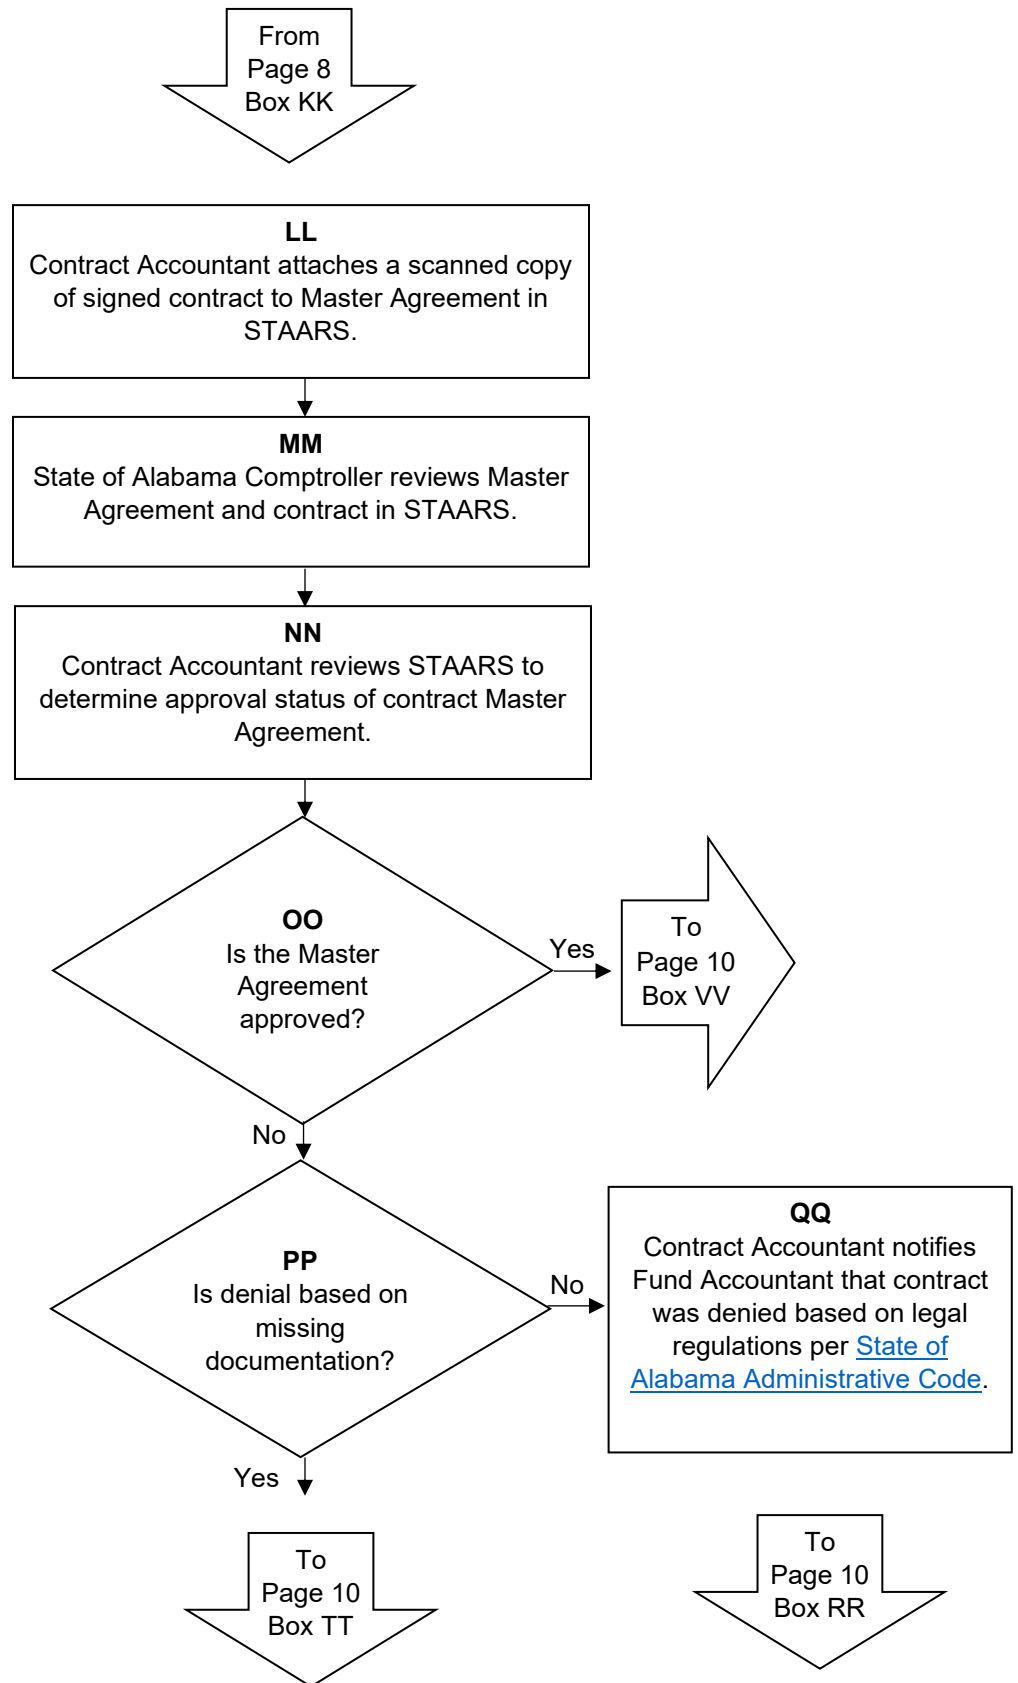 From
Page 8
Box KK
LL
Contract Accountant attaches a scanned copy
of signed contract to Master Agreement in
STAARS.
MM
State of Alabama Comptroller reviews Master
Agreement and contract in STAARS.
NN
Contract Accountant reviews STAARS to
determine approval status of contract Master
Agreement.
OO
Is the Master
Agreement
approved?
Yes
To
Page 10
Box VV
No
PP
Is denial based on
missing
documentation?
No
QQ
Contract Accountant notifies
Fund Accountant that contract
was denied based on legal
regulations per State of
Alabama Administrative Code.
Yes
To
Page 10
Box TT
To
Page 10
Box RR